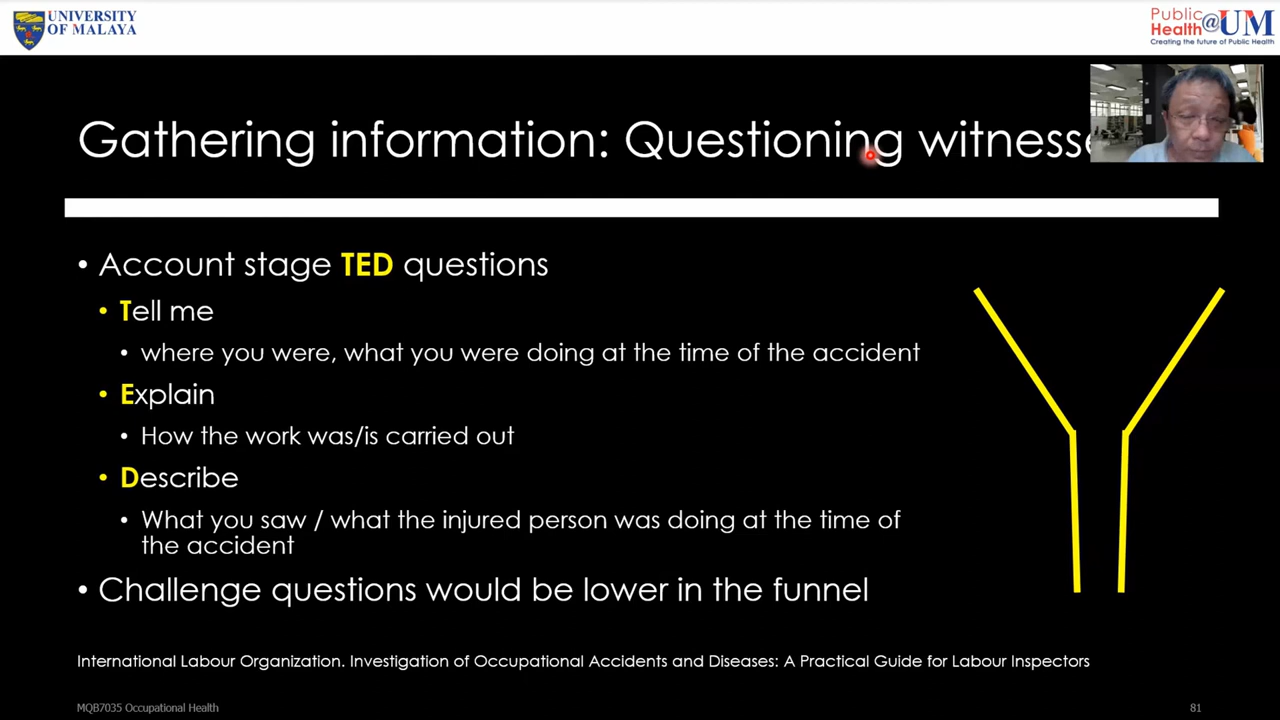 UNIVERSITY
OF MALAYA
Public
Health@UM
Creating the future of Public Health
Gathering information: Questioning witnesse
• Account stage TED questions
• Tell me
• where you were, what you were doing at the time of the accident
• Explain
• How the work was/is carried out
• Describe
• What you saw / what the injured person was doing at the time of
the accident
• Challenge questions would be lower in the funnel
International Labour Organization. Investigation of Occupational Accidents and Diseases: A Practical Guide for Labour Inspectors
MQB7035 Occupational Health
81